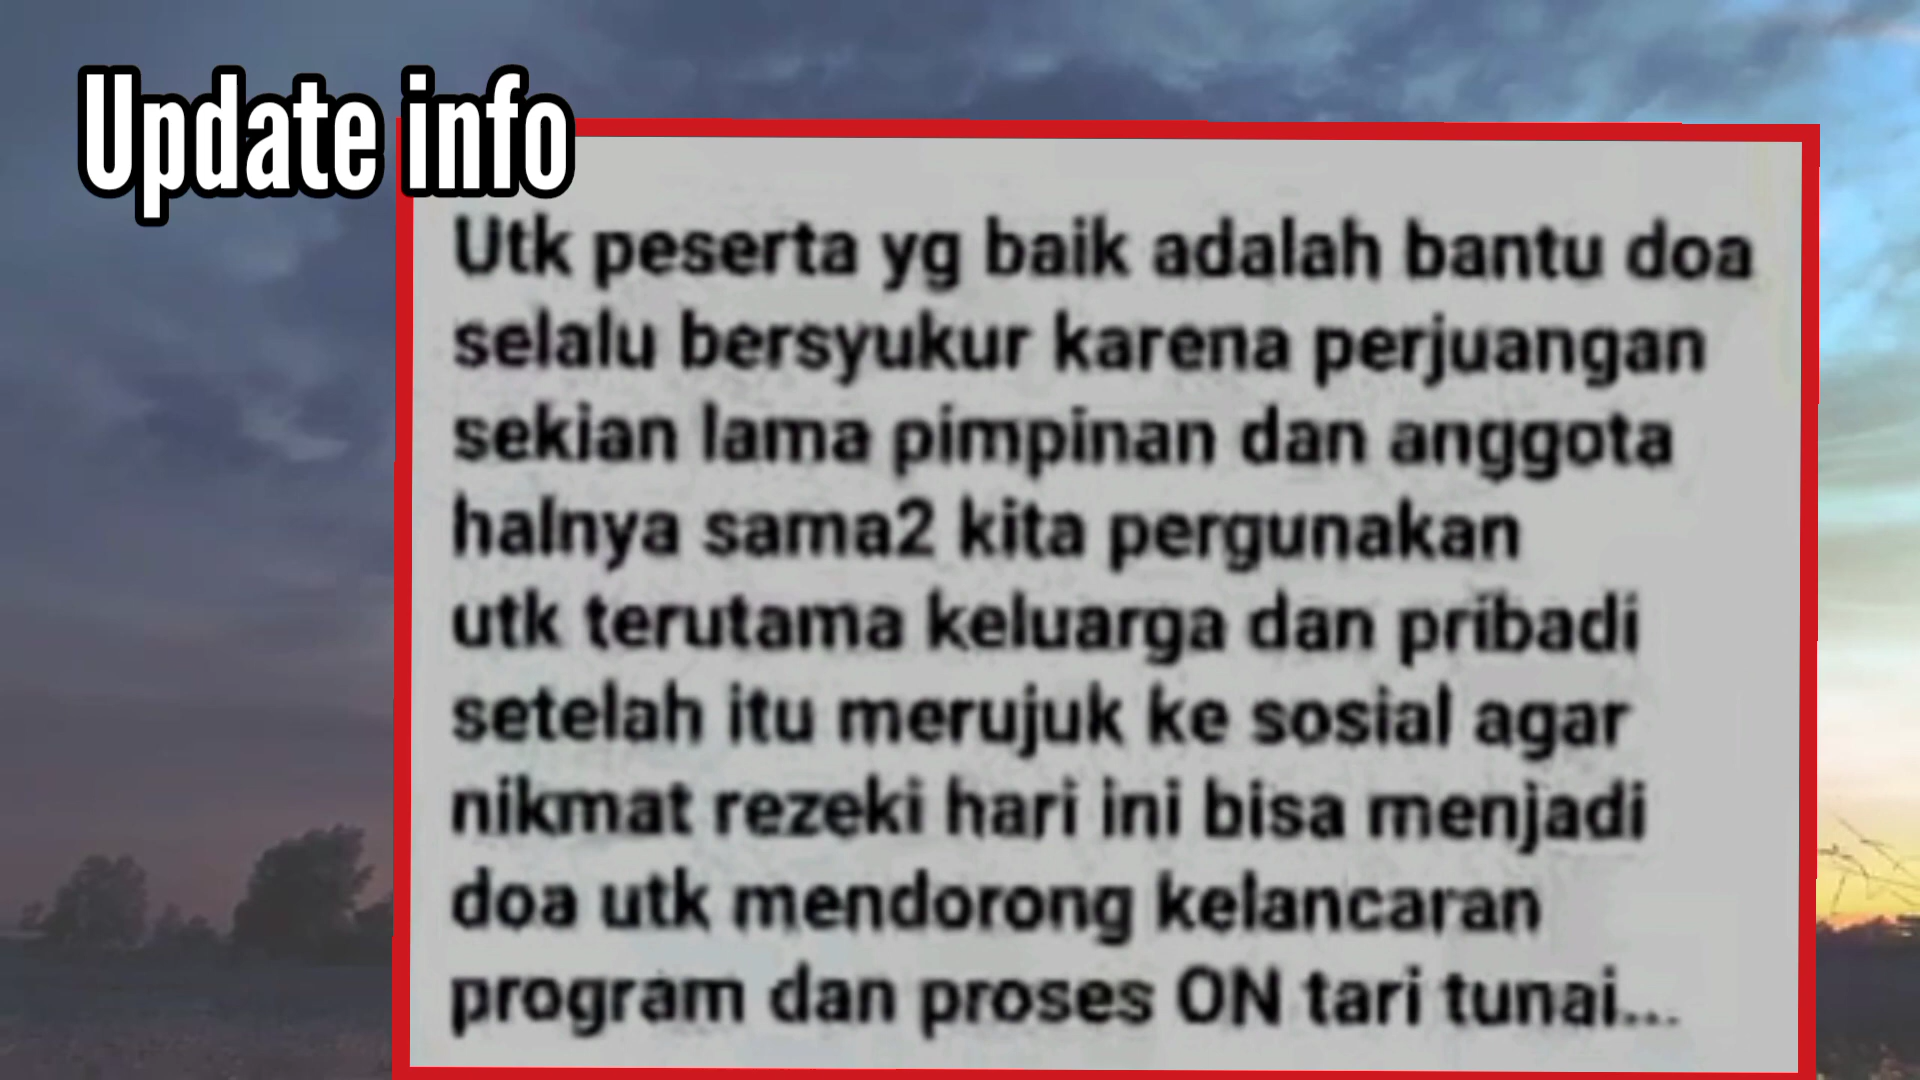 Update info
Utk peserta yg baik adalah bantu doa
selalu bersyukur karena perjuangan
sekian lama pimpinan dan anggota
halnya sama2 kita pergunakan
utk terutama keluarga dan pribadi
setelah itu merujuk ke sosial agar
nikmat rezeki hari ini bisa menjadi
doa utk mendorong kelancaran
program dan proses ON tari tunai...